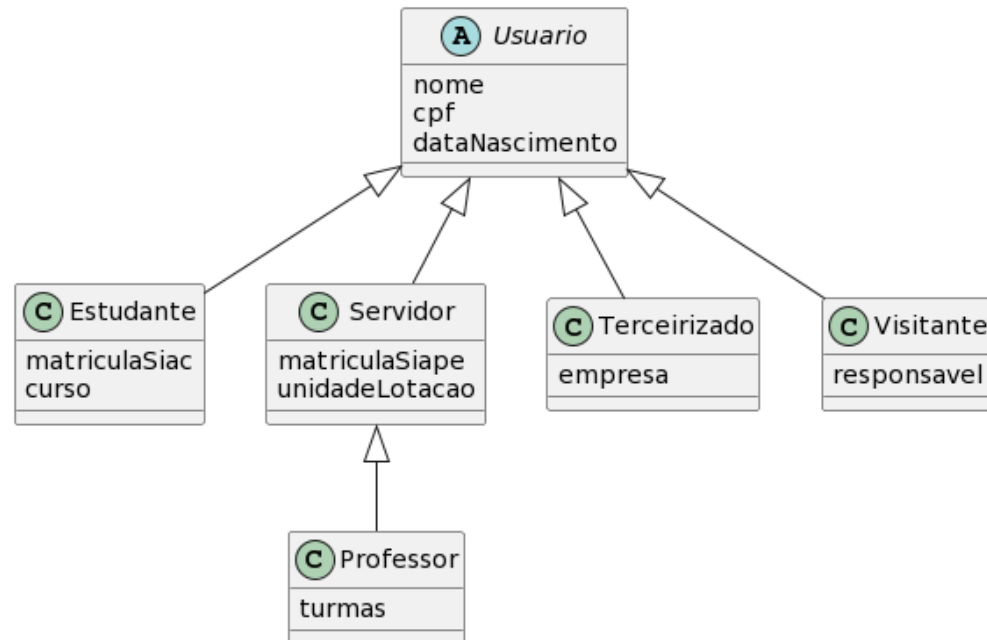 A Usuario
nome
cpf
dataNascimento
C Estudante
matriculaSiac
curso
C Servidor
matriculaSiape
unidadeLotacao
C Terceirizado
empresa
C Visitante
responsavel
C Professor
turmas